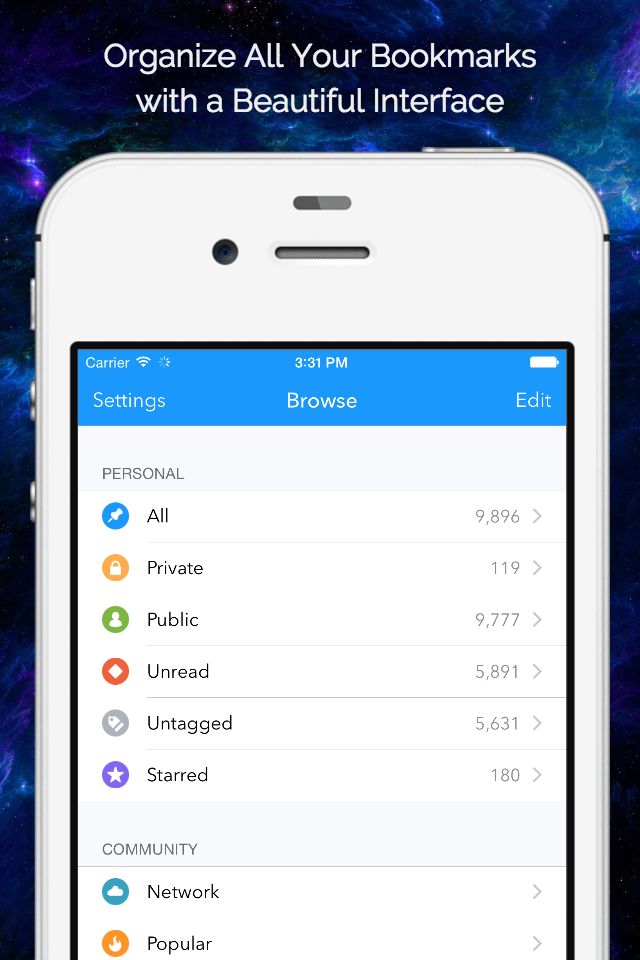 Organize All Your Bookmarks
with a Beautiful Interface
Carrier 3:31 PM
Settings Browse Edit
PERSONAL
All 9,896
Private 119
Public 9,777
Unread 5,891
Untagged 5,631
Starred 180
COMMUNITY
Network
Popular